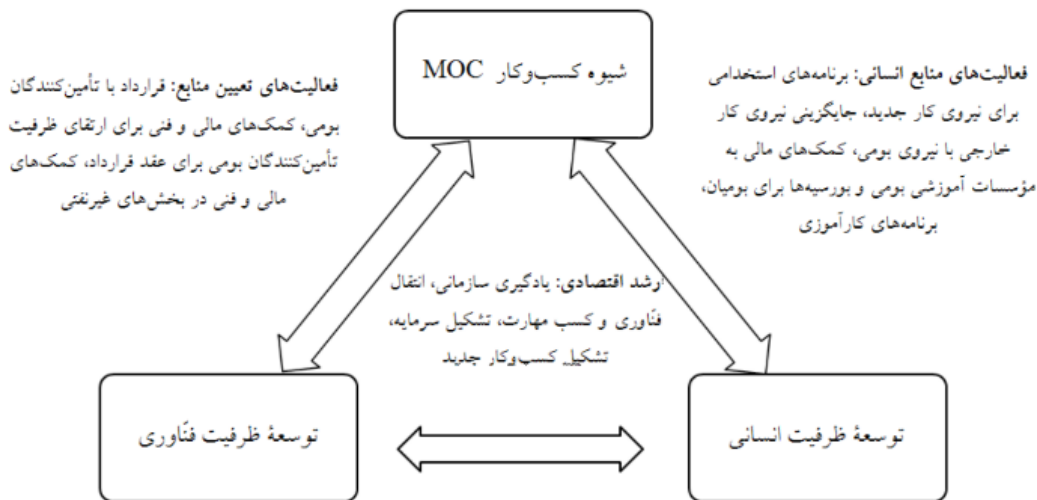 شیوه کسب‌وکار MOC
فعالیت‌های منابع انسانی: برنامه‌های استخدامی
برای نیروی کار جدید، جایگزینی نیروی کار
خارجی با نیروی بومی، کمک‌های مالی به
مؤسسات آموزشی بومی و بورسیه‌ها برای بومیان،
برنامه‌های کارآموزی
فعالیت‌های تعیین منابع: قرارداد با تأمین‌کنندگان
بومی، کمک‌های مالی و فنی برای ارتقای ظرفیت
تأمین‌کنندگان بومی برای عقد قرارداد، کمک‌های
مالی و فنی در بخش‌های غیرنفتی
رشد اقتصادی: یادگیری سازمانی، انتقال
فنّاوری و کسب مهارت، تشکیل سرمایه،
تشکیل کسب‌وکار جدید
توسعۀ ظرفیت انسانی
توسعۀ ظرفیت فنّاوری